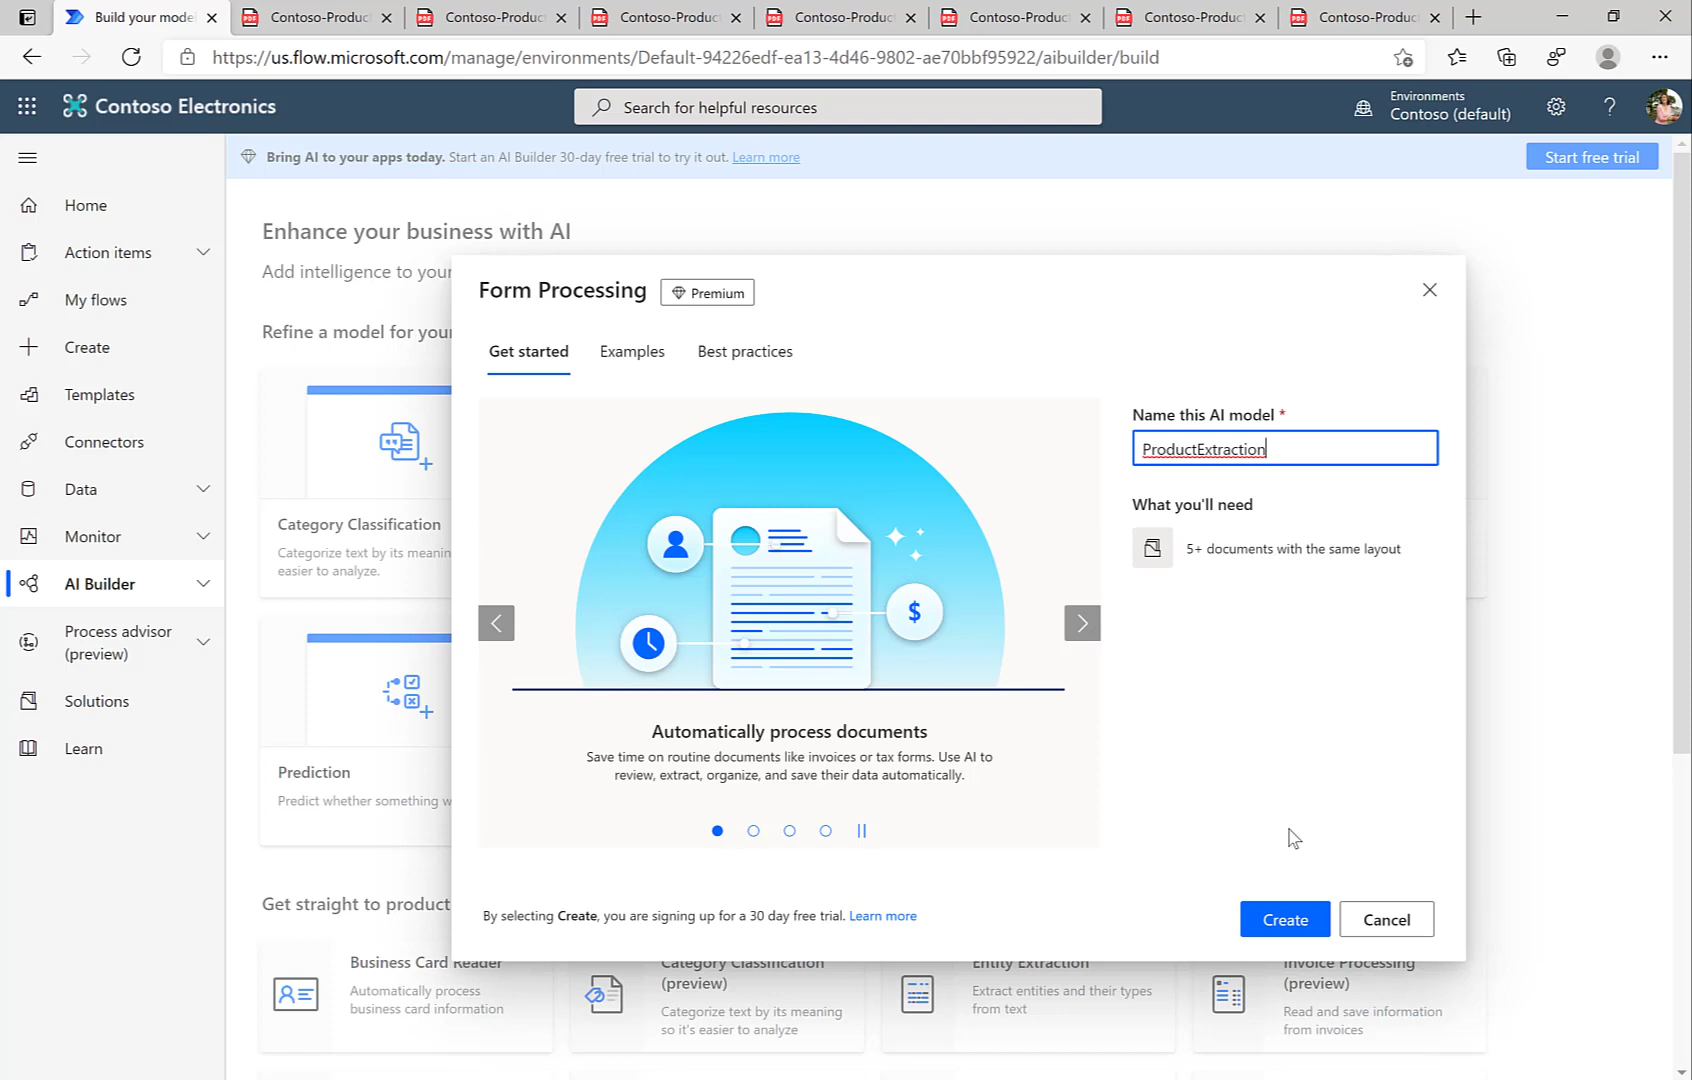 Build your model
Contoso-Product
Contoso-Product
Contoso-Product
Contoso-Product
Contoso-Product
Contoso-Product
Contoso-Product
https://us.flow.microsoft.com/manage/environments/Default-94226edf-ea13-4d46-9802-ae70bbf95922/aibuilder/build
Contoso Electronics
Search for helpful resources
Environments
Contoso (default)
Bring AI to your apps today. Start an AI Builder 30-day free trial to try it out. Learn more
Start free trial
Home
Action items
My flows
Create
Templates
Connectors
Data
Monitor
AI Builder
Process advisor
(preview)
Solutions
Learn
Enhance your business with AI
Add intelligence to your
Refine a model for your
Category Classification
Categorize text by its meaning
easier to analyze.
Prediction
Predict whether something w
Get straight to product
Form Processing
Premium
Get started
Examples
Best practices
Automatically process documents
Save time on routine documents like invoices or tax forms. Use AI to
review, extract, organize, and save their data automatically.
Name this AI model *
ProductExtraction
What you'll need
5+ documents with the same layout
By selecting Create, you are signing up for a 30 day free trial. Learn more
Create
Cancel
Business Card Reader
Automatically process
business card information
Category Classification
(preview)
Categorize text by its meaning
so it's easier to analyze
Entity Extraction
Extract entities and their types
from text
Invoice Processing
(preview)
Read and save information
from invoices